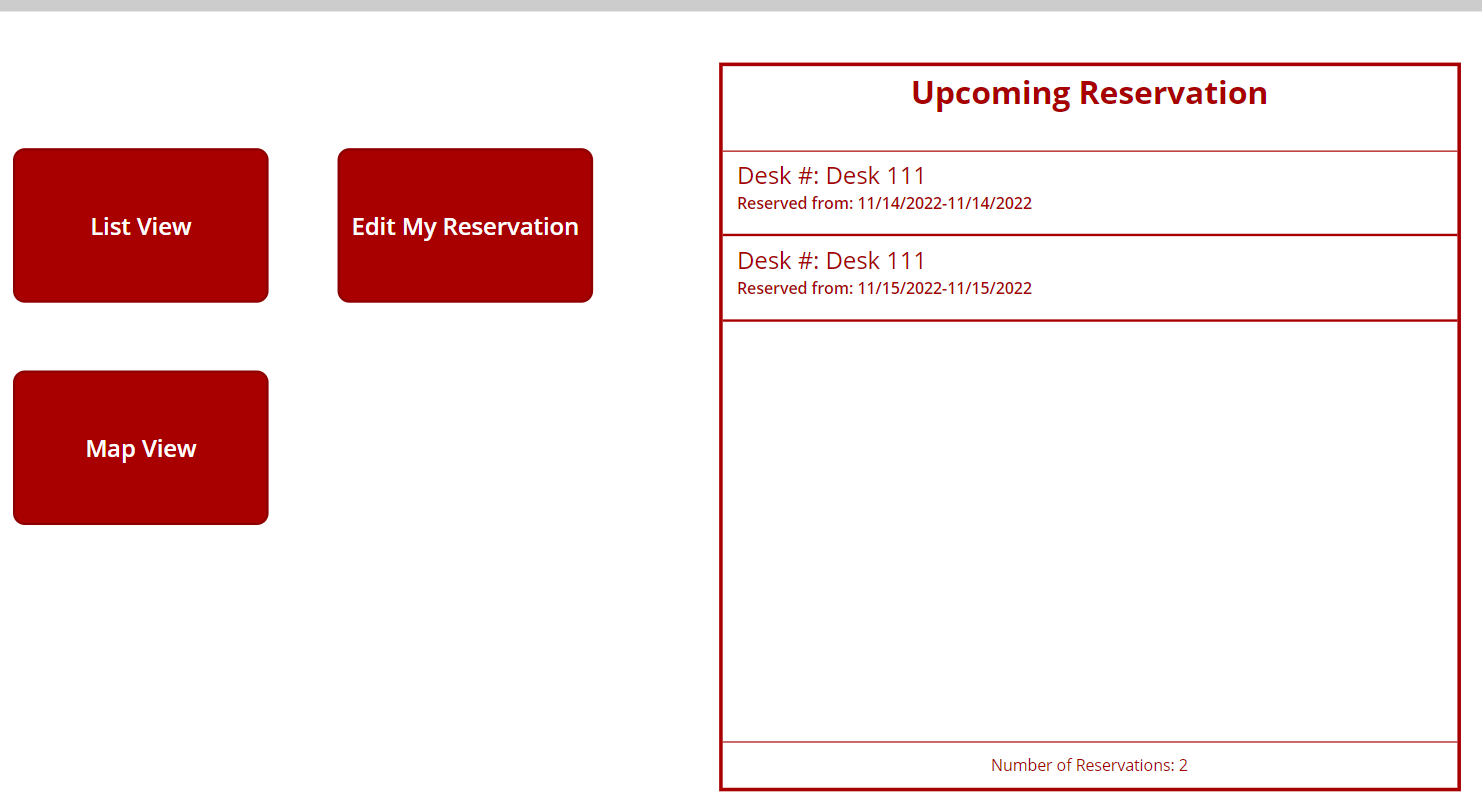 List View
Edit My Reservation
Map View
Upcoming Reservation
Desk #: Desk 111
Reserved from: 11/14/2022-11/14/2022
Desk #: Desk 111
Reserved from: 11/15/2022-11/15/2022
Number of Reservations: 2